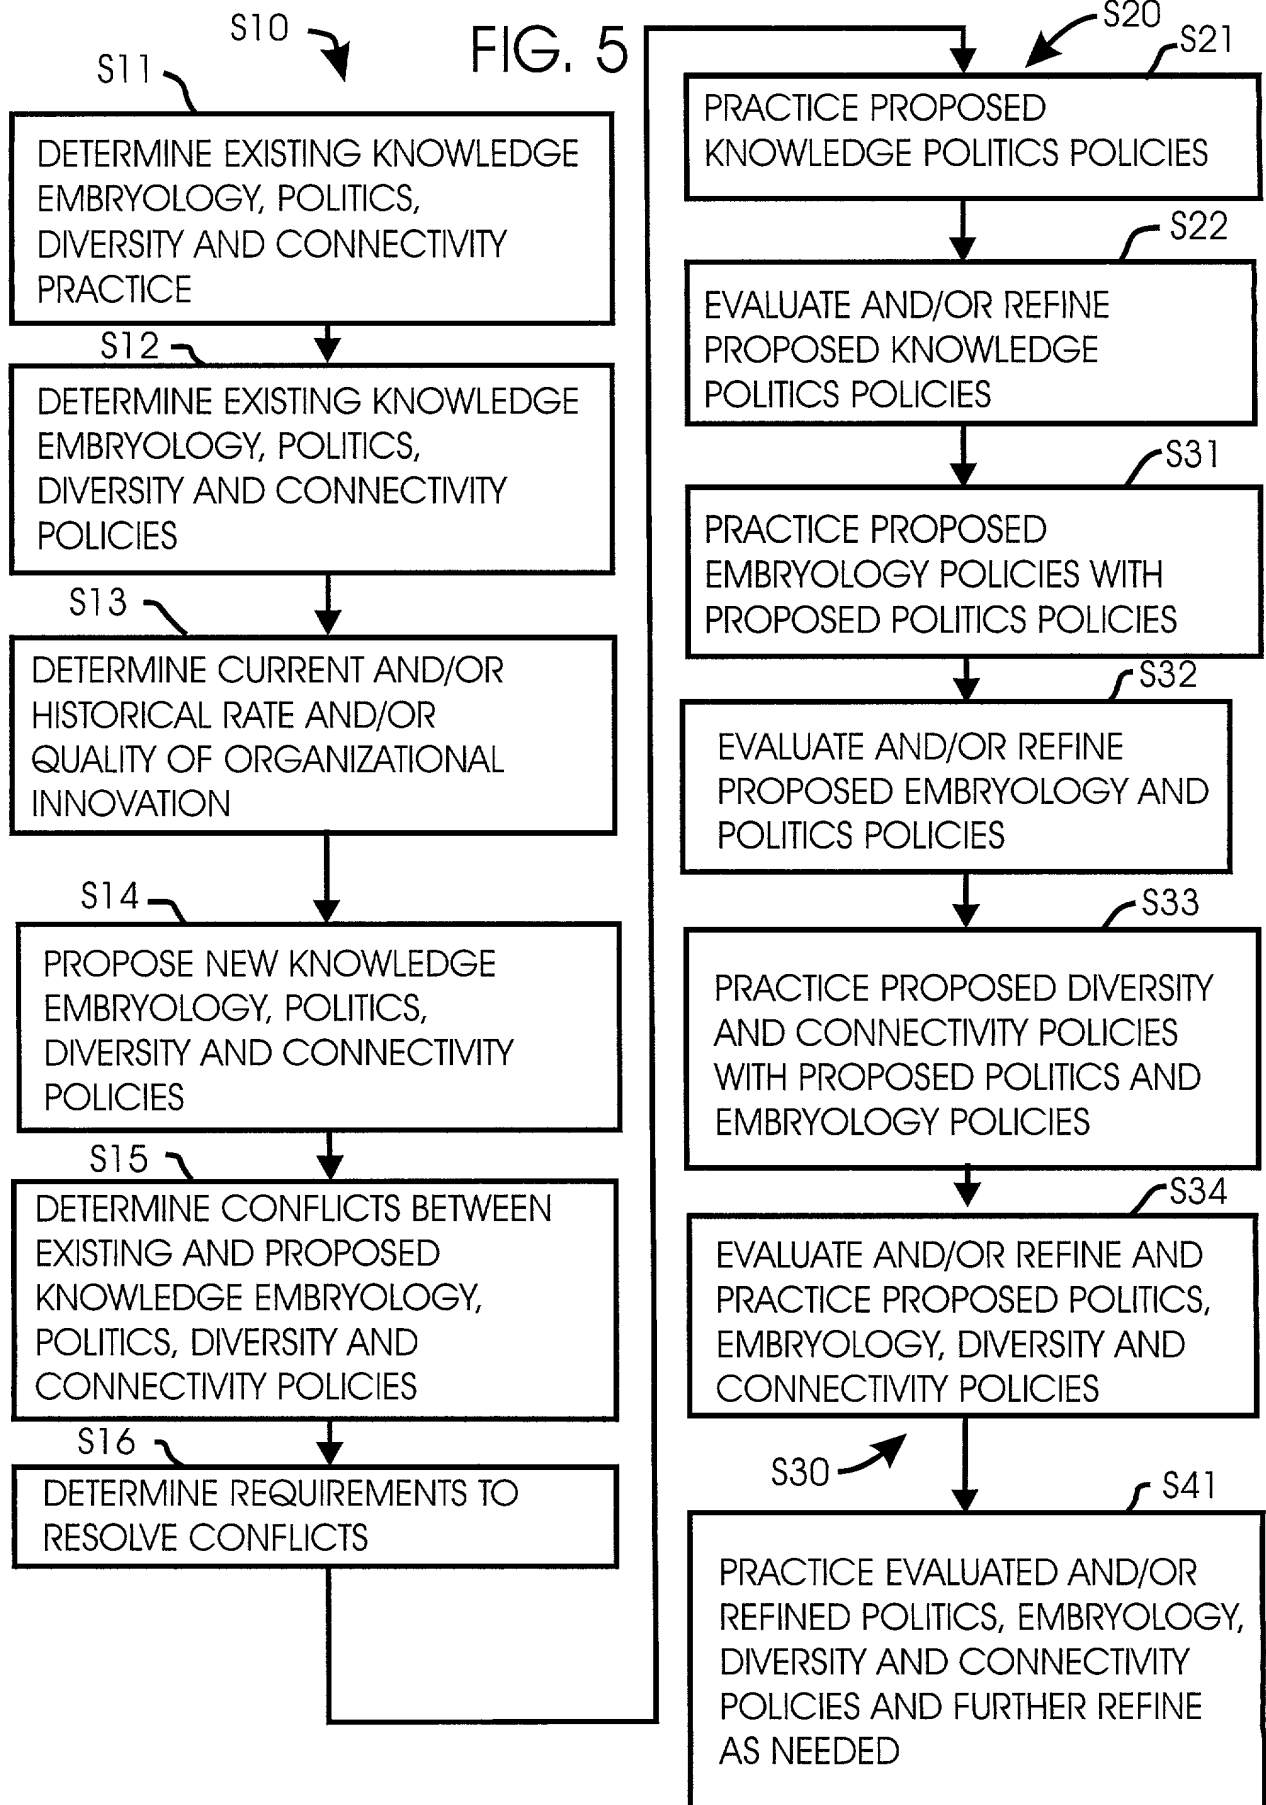 FIG. 5
S10
S11
DETERMINE EXISTING KNOWLEDGE
EMBRYOLOGY, POLITICS,
DIVERSITY AND CONNECTIVITY
PRACTICE
S12
DETERMINE EXISTING KNOWLEDGE
EMBRYOLOGY, POLITICS,
DIVERSITY AND CONNECTIVITY
POLICIES
S13
DETERMINE CURRENT AND/OR
HISTORICAL RATE AND/OR
QUALITY OF ORGANIZATIONAL
INNOVATION
S14
PROPOSE NEW KNOWLEDGE
EMBRYOLOGY, POLITICS,
DIVERSITY AND CONNECTIVITY
POLICIES
S15
DETERMINE CONFLICTS BETWEEN
EXISTING AND PROPOSED
KNOWLEDGE EMBRYOLOGY,
POLITICS, DIVERSITY AND
CONNECTIVITY POLICIES
S16
DETERMINE REQUIREMENTS TO
RESOLVE CONFLICTS
S20
S21
PRACTICE PROPOSED
KNOWLEDGE POLITICS POLICIES
S22
EVALUATE AND/OR REFINE
PROPOSED KNOWLEDGE
POLITICS POLICIES
S31
PRACTICE PROPOSED
EMBRYOLOGY POLICIES WITH
PROPOSED POLITICS POLICIES
S32
EVALUATE AND/OR REFINE
PROPOSED EMBRYOLOGY AND
POLITICS POLICIES
S33
PRACTICE PROPOSED DIVERSITY
AND CONNECTIVITY POLICIES
WITH PROPOSED POLITICS AND
EMBRYOLOGY POLICIES
S34
EVALUATE AND/OR REFINE AND
PRACTICE PROPOSED POLITICS,
EMBRYOLOGY, DIVERSITY AND
CONNECTIVITY POLICIES
S30
S41
PRACTICE EVALUATED AND/OR
REFINED POLITICS, EMBRYOLOGY,
DIVERSITY AND CONNECTIVITY
POLICIES AND FURTHER REFINE
AS NEEDED